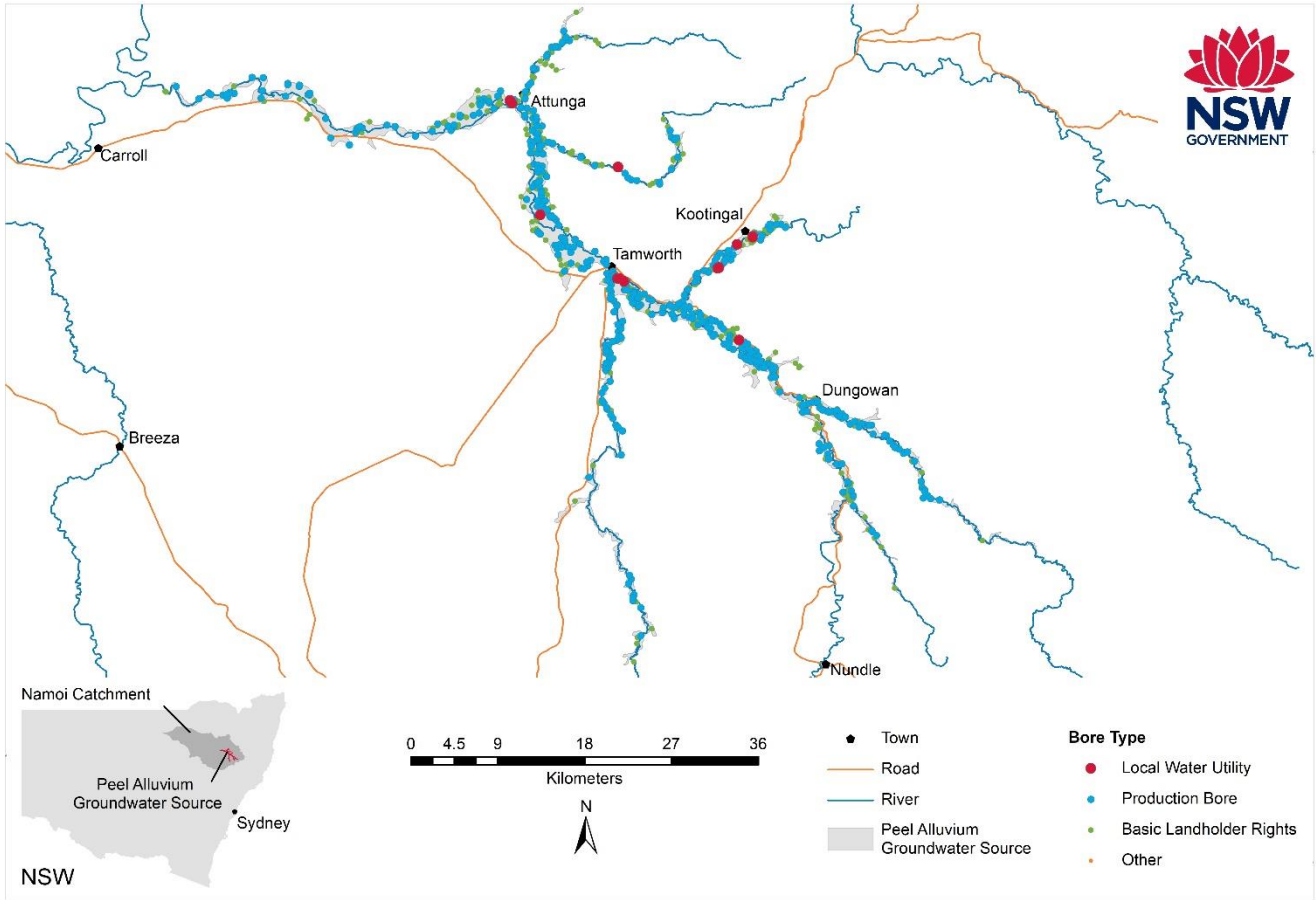 NSW
GOVERNMENT
Attunga
Carroll
Kootingal
Tamworth
Dungowan
Breeza
Nundle
Namoi Catchment
Peel Alluvium
Groundwater Source
Sydney
NSW
0 4.5 9 18 27 36
Kilometers
N
Town
Road
River
Peel Alluvium
Groundwater Source
Bore Type
Local Water Utility
Production Bore
Basic Landholder Rights
Other